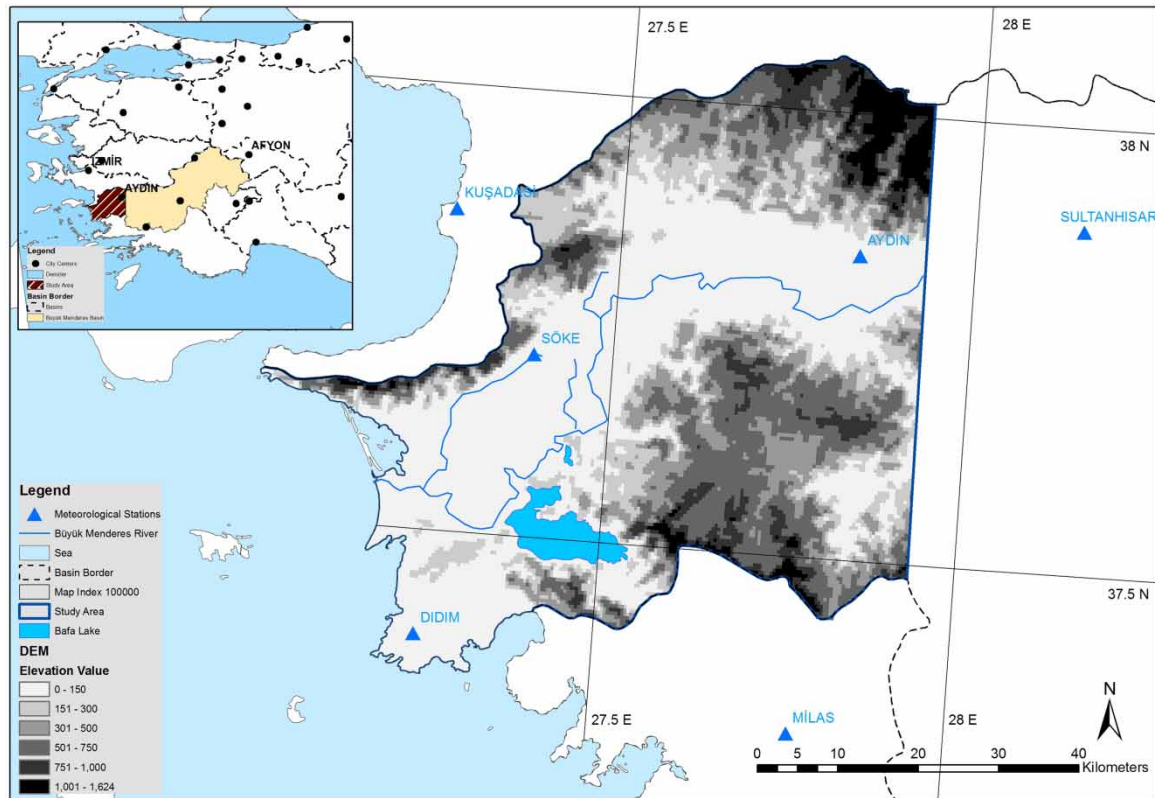 27.5 E
28 E
38 N
AFYON
İZMİR
AYDIN
Legend
City Centers
Denizler
Study Area
Basin Border
Basins
Büyük Menderes Basin
KUŞADASİ
SULTANHISAR
AYDIN
SÖKE
Legend
Meteorological Stations
Büyük Menderes River
Sea
Basin Border
Map Index 100000
Study Area
Bafa Lake
DEM
Elevation Value
0 - 150
151 - 300
301 - 500
501 - 750
751 - 1,000
1,001 - 1,624
37.5 N
DIDIM
27.5 E
28 E
MİLAS
N
0 5 10 20 30 40
Kilometers